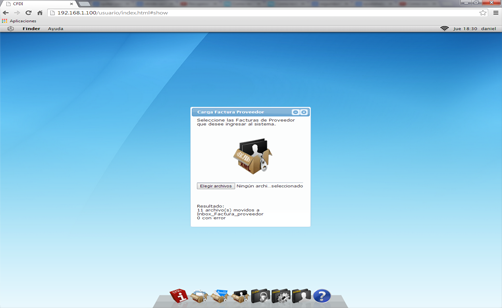 CFDI
192.168.1.100/usuario/index.html#show
Aplicaciones
Finder Ayuda jue 18:30 daniel
Carga Factura Proveedor
Seleccione las Facturas de Proveedor
que desee ingresar al sistema.
Elegir archivos Ningún archi...seleccionado
Resultado:
11 archivo(s) movidos a
Inbox_Factura_proveedor
0 con error